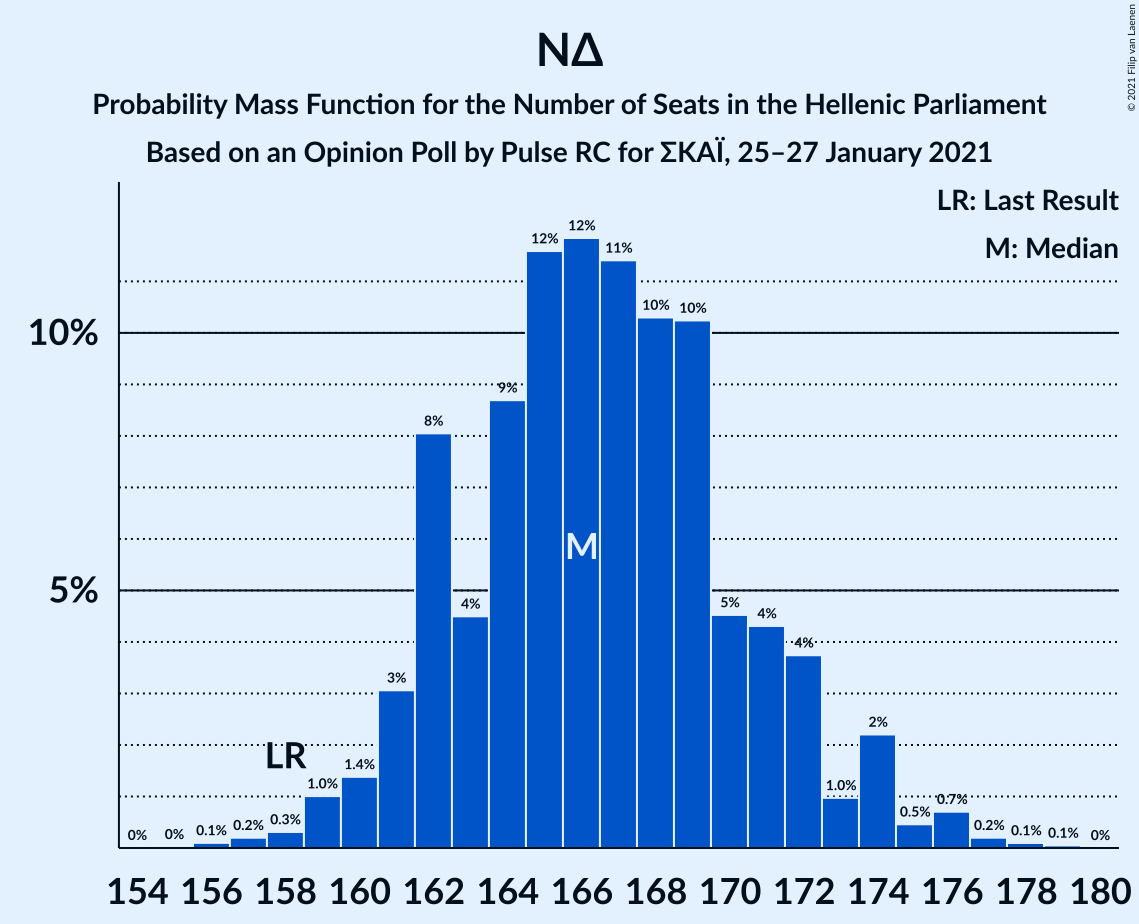 ΝΔ
Probability Mass Function for the Number of Seats in the Hellenic Parliament
Based on an Opinion Poll by Pulse RC for ΣΚΑΪ, 25–27 January 2021
© 2021 Filip van Laenen
LR: Last Result
M: Median
10%
5%
0% 0% 0.1% 0.2% 0.3% 1.0% 1.4% 3% 8% 4% 9% 12% 12% 11% 10% 10% 5% 4% 4% 1.0% 2% 0.5% 0.7% 0.2% 0.1% 0.1% 0%
LR
M
154 156 158 160 162 164 166 168 170 172 174 176 178 180